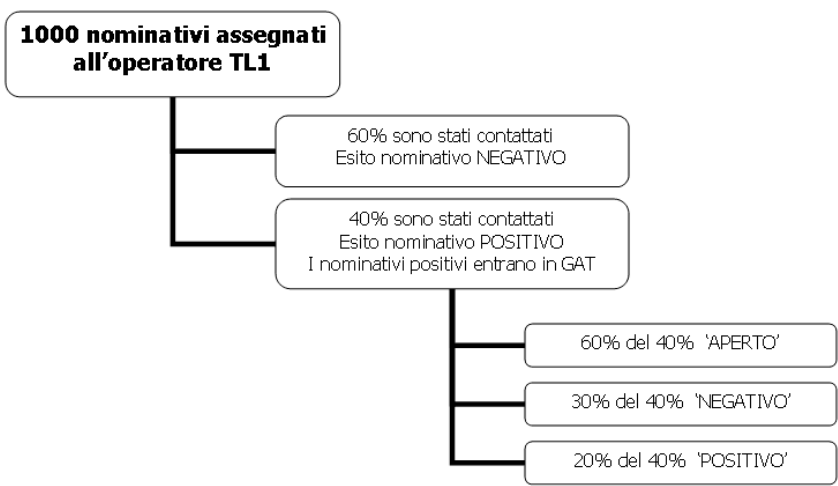 1000 nominativi assegnati
all'operatore TL1
60% sono stati contattati
Esito nominativo NEGATIVO
40% sono stati contattati
Esito nominativo POSITIVO
I nominativi positivi entrano in GAT
60% del 40% 'APERTO'
30% del 40% 'NEGATIVO'
20% del 40% 'POSITIVO'